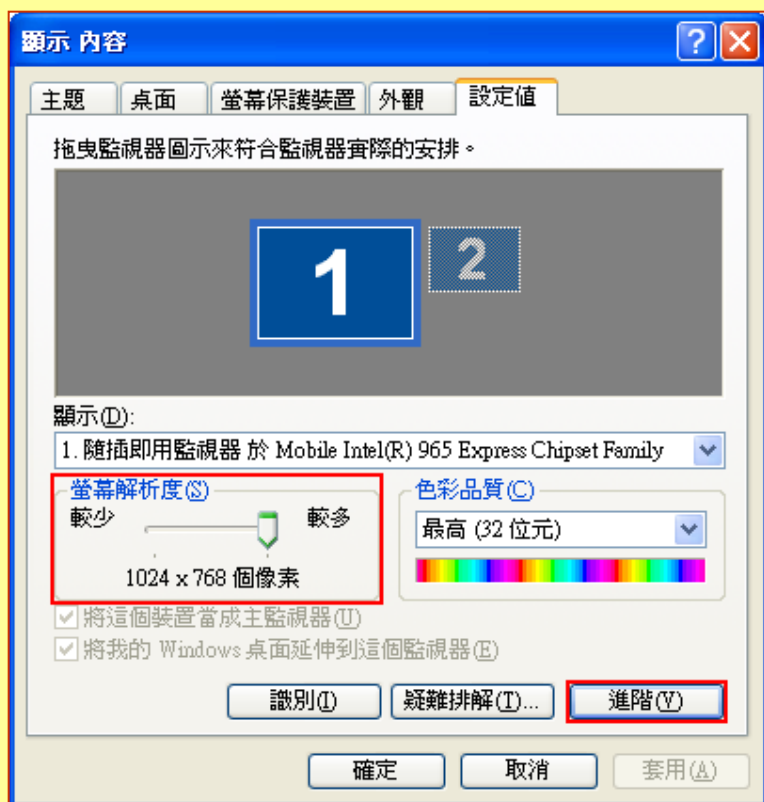 顯示 內容
主題 桌面 螢幕保護裝置 外觀 設定值
拖曳監視器圖示來符合監視器實際的安排。
1 2
顯示(D):
1. 隨插即用監視器 於 Mobile Intel(R) 965 Express Chipset Family
螢幕解析度(S) 色彩品質(C)
較少 較多 最高 (32 位元)
1024 x 768 個像素
將這個裝置當成主監視器(U)
將我的 Windows 桌面延伸到這個監視器(E)
識別(I) 疑難排解(T)... 進階(V)
確定 取消 套用(A)